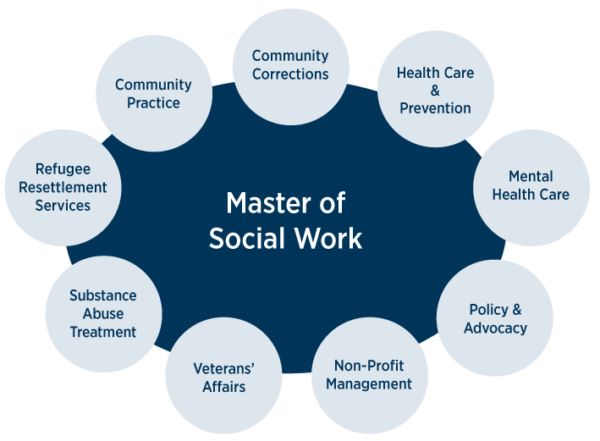 Community
Corrections
Health Care
&
Prevention
Mental
Health Care
Policy &
Advocacy
Non-Profit
Management
Veterans'
Affairs
Substance
Abuse
Treatment
Refugee
Resettlement
Services
Community
Practice
Master of
Social Work